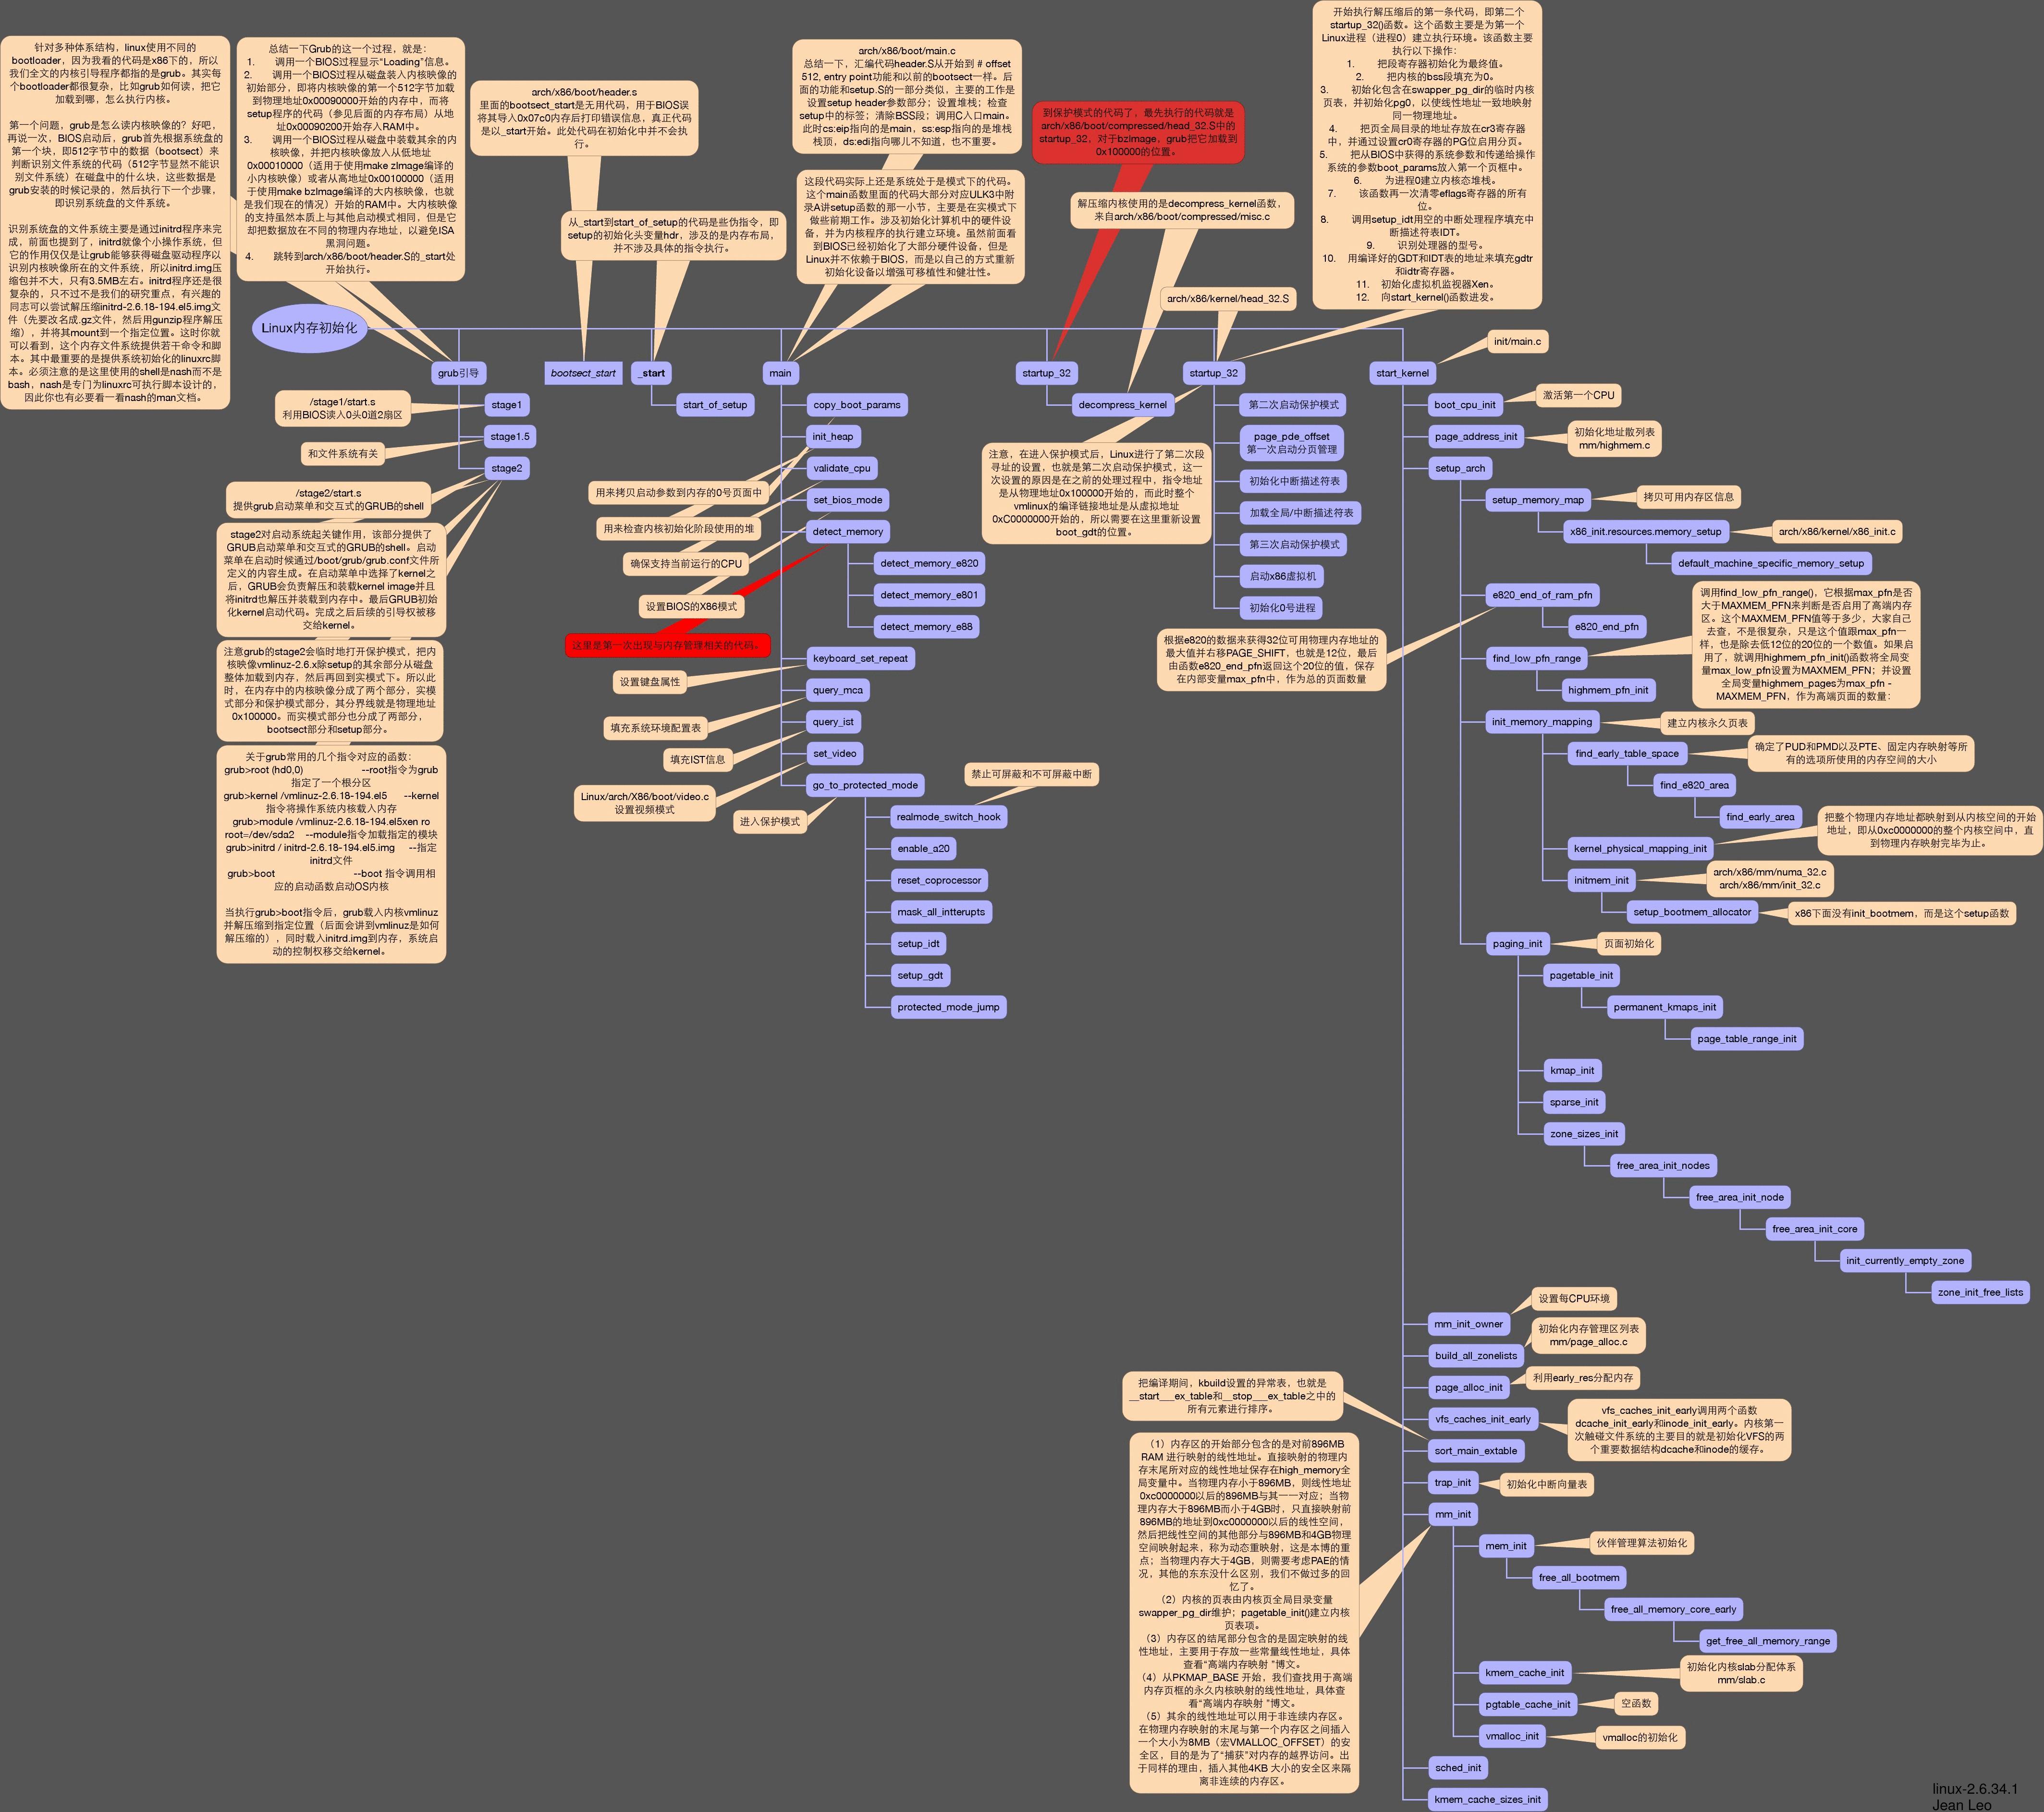 针对多种体系结构，linux使用不同的
bootloader，因为我看的代码是x86下的，所以
我们全文的内核引导程序都指的是grub。其实每
个bootloader都很复杂，比如grub如何读，把它
加载到哪，怎么执行内核。
第一个问题，grub是怎么读内核映像的？好吧，
再说一次，BIOS启动后，grub首先根据系统盘的
第一个块，即512字节中的数据（bootsect）来
判断识别文件系统的代码（512字节显然不能识
别文件系统）在磁盘中的什么块，这些数据是
grub安装的时候记录的，然后执行下一个步骤，
即识别系统盘的文件系统。
识别系统盘的文件系统主要是通过initrd程序来完
成，前面也提到了，initrd就像个小操作系统，但
它的作用仅仅是让grub能够获得磁盘驱动程序以
识别内核映像所在的文件系统，所以initrd.img压
缩包并不大，只有3.5MB左右。initrd程序还是很
复杂的，只不过不是我们的研究重点，有兴趣的
同志可以尝试解压缩initrd-2.6.18-194.el5.img文
件（先要改名成.gz文件，然后用gunzip程序解压
缩），并将其mount到一个指定位置。这时你就
可以看到，这个内存文件系统提供若干命令和脚
本。其中最重要的是提供系统初始化的linuxrc脚
本。必须注意的是这里使用的shell是nash而不是
bash，nash是专门为linuxrc可执行脚本设计的，
因此你也有必要看一看nash的man文档。
总结一下Grub的这一个过程，就是：
1. 调用一个BIOS过程显示“Loading”信息。
2. 调用一个BIOS过程从磁盘装入内核映像的
初始部分，即将内核映像的第一个512字节加载
到物理地址0x00090000开始的内存中，而将
setup程序的代码（参见后面的内存布局）从地
址0x00090200开始存入RAM中。
3. 调用一个BIOS过程从磁盘中装载其余的内
核映像，并把内核映像放入从低地址
0x00010000（适用于使用make zImage编译的
小内核映像）或者从高地址0x00100000（适用
于使用make bzImage编译的大内核映像，也就
是我们现在的情况）开始的RAM中。大内核映像
的支持虽然本质上与其他启动模式相同，但是它
却把数据放在不同的物理内存地址，以避免ISA
黑洞问题。
4. 跳转到arch/x86/boot/header.S的_start处
开始执行。
arch/x86/boot/header.s
里面的bootsect_start是无用代码，用于BIOS误
将其导入0x07c0内存后打印错误信息，真正代码
是以_start开始。此处代码在初始化中并不会执
行。
从_start到start_of_setup的代码是些伪指令，即
setup的初始化头变量hdr，涉及的是内存布局，
并不涉及具体的指令执行。
arch/x86/boot/main.c
总结一下，汇编代码header.S从开始到 # offset
512, entry point功能和以前的bootsect一样。后
面的功能和setup.S的一部分类似，主要的工作是
设置setup header参数部分；设置堆栈；检查
setup中的标签；清除BSS段；调用C入口main。
此时cs:eip指向的是main，ss:esp指向的是堆栈
栈顶，ds:edi指向哪儿不知道，也不重要。
这段代码实际上还是系统处于是模式下的代码。
这个main函数里面的代码大部分对应ULK3中附
录A讲setup函数的那一小节，主要是在实模式下
做些前期工作。涉及初始化计算机中的硬件设
备，并为内核程序的执行建立环境。虽然前面看
到BIOS已经初始化了大部分硬件设备，但是
Linux并不依赖于BIOS，而是以自己的方式重新
初始化设备以增强可移植性和健壮性。
到保护模式的代码了，最先执行的代码就是
arch/x86/boot/compressed/head_32.S中的
startup_32，对于bzImage，grub把它加载到
0x100000的位置。
解压缩内核使用的是decompress_kernel函数，
来自arch/x86/boot/compressed/misc.c
arch/x86/kernel/head_32.S
开始执行解压缩后的第一条代码，即第二个
startup_32()函数。这个函数主要是为第一个
Linux进程（进程0）建立执行环境。该函数主要
执行以下操作：
1. 把段寄存器初始化为最终值。
2. 把内核的bss段填充为0。
3. 初始化包含在swapper_pg_dir的临时内核
页表，并初始化pg0，以使线性地址一致地映射
同一物理地址。
4. 把页全局目录的地址存放在cr3寄存器
中，并通过设置cr0寄存器的PG位启用分页。
5. 把从BIOS中获得的系统参数和传递给操作
系统的参数boot_params放入第一个页框中。
6. 为进程0建立内核态堆栈。
7. 该函数再一次清零eflags寄存器的所有
位。
8. 调用setup_idt用空的中断处理程序填充中
断描述符表IDT。
9. 识别处理器的型号。
10. 用编译好的GDT和IDT表的地址来填充gdtr
和idtr寄存器。
11. 初始化虚拟机监视器Xen。
12. 向start_kernel()函数进发。
init/main.c
Linux内存初始化
grub引导
bootsect_start
_start
main
startup_32
startup_32
start_kernel
/stage1/start.s
利用BIOS读入0头0道2扇区
stage1
和文件系统有关
stage1.5
stage2
/stage2/start.s
提供grub启动菜单和交互式的GRUB的shell
stage2对启动系统起关键作用，该部分提供了
GRUB启动菜单和交互式的GRUB的shell。启动
菜单在启动时候通过/boot/grub/grub.conf文件所
定义的内容生成。在启动菜单中选择了kernel之
后，GRUB会负责解压和装载kernel image并且
将initrd也解压并装载到内存中。最后GRUB初始
化kernel启动代码。完成之后后续的引导权被移
交给kernel。
注意grub的stage2会临时地打开保护模式，把内
核映像vmlinuz-2.6.x除setup的其余部分从磁盘
整体加载到内存，然后再回到实模式下。所以此
时，在内存中的内核映像分成了两个部分，实模
式部分和保护模式部分，其分界线就是物理地址
0x100000。而实模式部分也分成了两部分，
bootsect部分和setup部分。
关于grub常用的几个指令对应的函数：
grub>root (hd0,0) --root指令为grub
指定了一个根分区
grub>kernel /vmlinuz-2.6.18-194.el5 --kernel
指令将操作系统内核载入内存
grub>module /vmlinuz-2.6.18-194.el5xen ro
root=/dev/sda2 --module指令加载指定的模块
grub>initrd / initrd-2.6.18-194.el5.img --指定
initrd文件
grub>boot --boot 指令调用相
应的启动函数启动OS内核
当执行grub>boot指令后，grub载入内核vmlinuz
并解压缩到指定位置（后面会讲到vmlinuz是如何
解压缩的），同时载入initrd.img到内存，系统启
动的控制权移交给kernel。
start_of_setup
copy_boot_params
init_heap
validate_cpu
set_bios_mode
detect_memory
detect_memory_e820
detect_memory_e801
detect_memory_e88
keyboard_set_repeat
query_mca
query_ist
set_video
go_to_protected_mode
realmode_switch_hook
enable_a20
reset_coprocessor
mask_all_intterupts
setup_idt
setup_gdt
protected_mode_jump
用来拷贝启动参数到内存的0号页面中
用来检查内核初始化阶段使用的堆
确保支持当前运行的CPU
设置BIOS的X86模式
这里是第一次出现与内存管理相关的代码。
设置键盘属性
填充系统环境配置表
填充IST信息
Linux/arch/X86/boot/video.c
设置视频模式
进入保护模式
禁止可屏蔽和不可屏蔽中断
decompress_kernel
注意，在进入保护模式后，Linux进行了第二次段
寻址的设置，也就是第二次启动保护模式，这一
次设置的原因是在之前的处理过程中，指令地址
是从物理地址0x100000开始的，而此时整个
vmlinux的编译链接地址是从虚拟地址
0xC0000000开始的，所以需要在这里重新设置
boot_gdt的位置。
第二次启动保护模式
page_pde_offset
第一次启动分页管理
初始化中断描述符表
加载全局/中断描述符表
第三次启动保护模式
启动x86虚拟机
初始化0号进程
根据e820的数据来获得32位可用物理内存地址的
最大值并右移PAGE_SHIFT，也就是12位，最后
由函数e820_end_pfn返回这个20位的值，保存
在内部变量max_pfn中，作为总的页面数量
boot_cpu_init
激活第一个CPU
page_address_init
初始化地址散列表
mm/highmem.c
setup_arch
setup_memory_map
拷贝可用内存区信息
x86_init.resources.memory_setup
arch/x86/kernel/x86_init.c
default_machine_specific_memory_setup
e820_end_of_ram_pfn
e820_end_pfn
find_low_pfn_range
调用find_low_pfn_range()，它根据max_pfn是否
大于MAXMEM_PFN来判断是否启用了高端内存
区。这个MAXMEM_PFN值等于多少，大家自己
去查，不是很复杂，只是这个值跟max_pfn一
样，也是除去低12位的20位的一个数值。如果启
用了，就调用highmem_pfn_init()函数将全局变
量max_low_pfn设置为MAXMEM_PFN；并设置
全局变量highmem_pages为max_pfn -
MAXMEM_PFN，作为高端页面的数量：
highmem_pfn_init
init_memory_mapping
建立内核永久页表
find_early_table_space
确定了PUD和PMD以及PTE、固定内存映射等所
有的选项所使用的内存空间的大小
find_e820_area
find_early_area
kernel_physical_mapping_init
把整个物理内存地址都映射到从内核空间的开始
地址，即从0xc0000000的整个内核空间中，直
到物理内存映射完毕为止。
initmem_init
arch/x86/mm/numa_32.c
arch/x86/mm/init_32.c
setup_bootmem_allocator
x86下面没有init_bootmem，而是这个setup函数
paging_init
页面初始化
pagetable_init
permanent_kmaps_init
page_table_range_init
kmap_init
sparse_init
zone_sizes_init
free_area_init_nodes
free_area_init_node
free_area_init_core
init_currently_empty_zone
zone_init_free_lists
mm_init_owner
设置每CPU环境
build_all_zonelists
初始化内存管理区列表
mm/page_alloc.c
page_alloc_init
利用early_res分配内存
vfs_caches_init_early
vfs_caches_init_early调用两个函数
dcache_init_early和inode_init_early。内核第一
次触碰文件系统的主要目的就是初始化VFS的两
个重要数据结构dcache和inode的缓存。
把编译期间，kbuild设置的异常表，也就是
__start___ex_table和__stop___ex_table之中的
所有元素进行排序。
sort_main_extable
trap_init
初始化中断向量表
mm_init
（1）内存区的开始部分包含的是对前896MB
RAM 进行映射的线性地址。直接映射的物理内
存末尾所对应的线性地址保存在high_memory全
局变量中。当物理内存小于896MB，则线性地址
0xc0000000以后的896MB与其一一对应；当物
理内存大于896MB而小于4GB时，只直接映射前
896MB的地址到0xc0000000以后的线性空间，
然后把线性空间的其他部分与896MB和4GB物理
空间映射起来，称为动态重映射，这是本博的重
点；当物理内存大于4GB，则需要考虑PAE的情
况，其他的东东没什么区别，我们不做过多的回
忆了。
（2）内核的页表由内核页全局目录变量
swapper_pg_dir维护；pagetable_init()建立内核
页表项。
（3）内存区的结尾部分包含的是固定映射的线
性地址，主要用于存放一些常量线性地址，具体
查看“高端内存映射 ”博文。
（4）从PKMAP_BASE 开始，我们查找用于高端
内存页框的永久内核映射的线性地址，具体查
看“高端内存映射 ”博文。
（5）其余的线性地址可以用于非连续内存区。
在物理内存映射的末尾与第一个内存区之间插入
一个大小为8MB（宏VMALLOC_OFFSET）的安
全区，目的是为了“捕获”对内存的越界访问。出
于同样的理由，插入其他4KB 大小的安全区来隔
离非连续的内存区。
mem_init
伙伴管理算法初始化
free_all_bootmem
free_all_memory_core_early
get_free_all_memory_range
kmem_cache_init
初始化内核slab分配体系
mm/slab.c
pgtable_cache_init
空函数
vmalloc_init
vmalloc的初始化
sched_init
kmem_cache_sizes_init
linux-2.6.34.1
Jean Leo